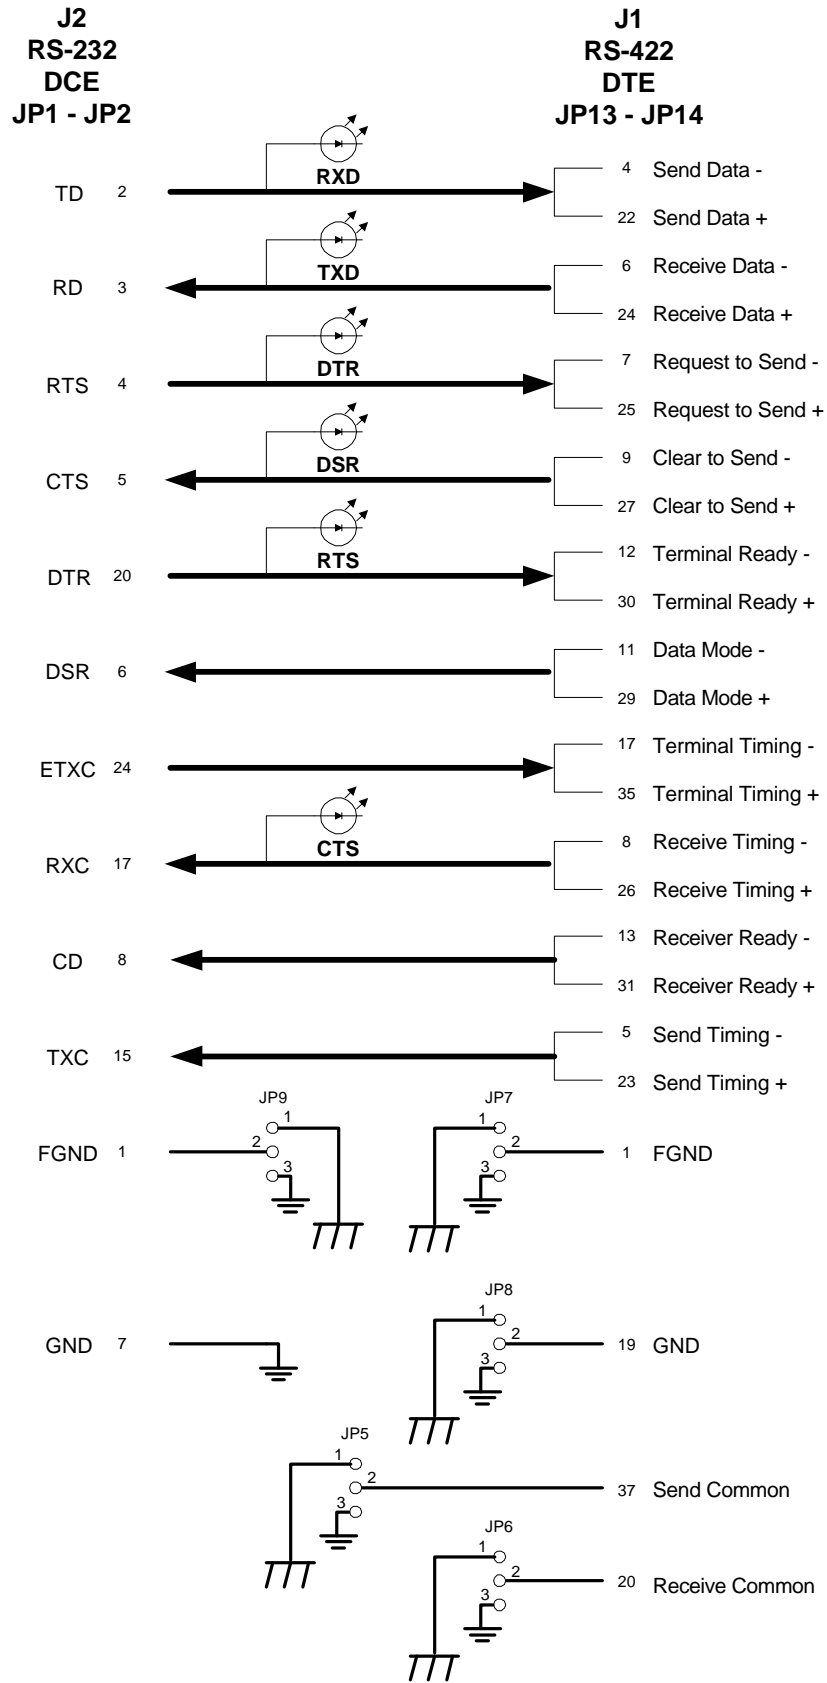 J2
RS-232
DCE
JP1 - JP2
J1
RS-422
DTE
JP13 - JP14
RXD
TD 2
4 Send Data -
22 Send Data +
TXD
RD 3
6 Receive Data -
24 Receive Data +
DTR
RTS 4
7 Request to Send -
25 Request to Send +
DSR
CTS 5
9 Clear to Send -
27 Clear to Send +
RTS
DTR 20
12 Terminal Ready -
30 Terminal Ready +
DSR 6
11 Data Mode -
29 Data Mode +
ETXC 24
17 Terminal Timing -
35 Terminal Timing +
CTS
RXC 17
8 Receive Timing -
26 Receive Timing +
CD 8
13 Receiver Ready -
31 Receiver Ready +
TXC 15
5 Send Timing -
23 Send Timing +
JP9
1
2
3
FGND 1
JP7
1
2
3
1 FGND
GND 7
JP8
1
2
3
19 GND
JP5
1
2
3
37 Send Common
JP6
1
2
3
20 Receive Common